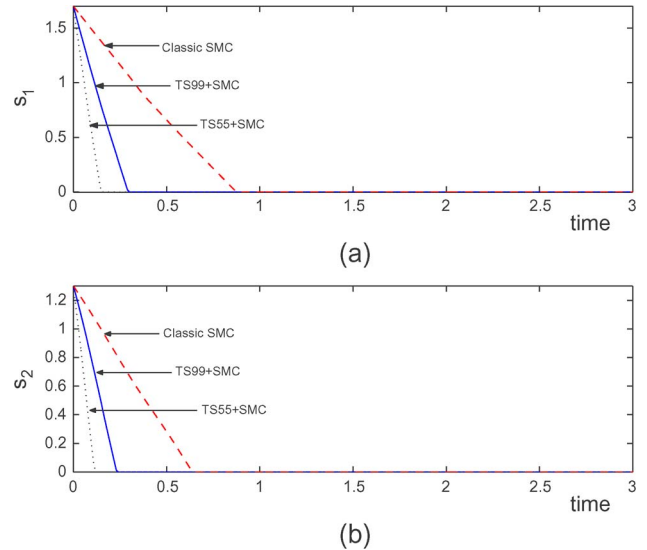 s1
1.5
1
0.5
0
Classic SMC
TS99+SMC
TS55+SMC
0 0.5 1 1.5 2 2.5 3
time
(a)
s2
1.2
1
0.8
0.6
0.4
0.2
0
Classic SMC
TS99+SMC
TS55+SMC
0 0.5 1 1.5 2 2.5 3
time
(b)